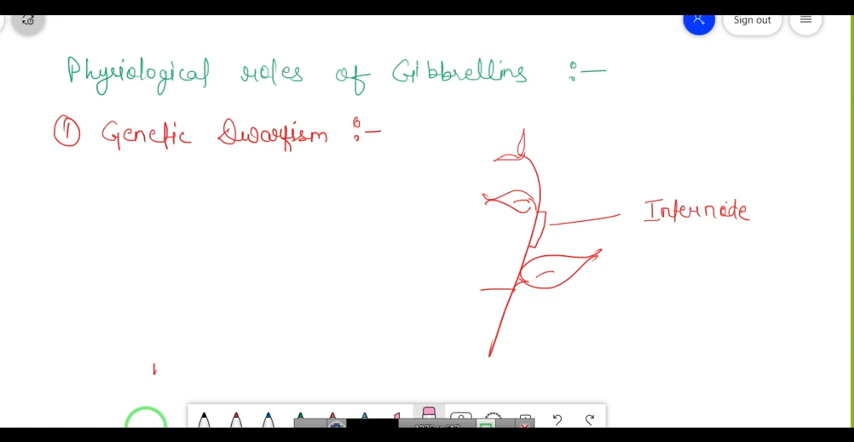 Sign out
Physiological roles of Gibbrellins :-
① Genetic Dwarfism :-
Internode